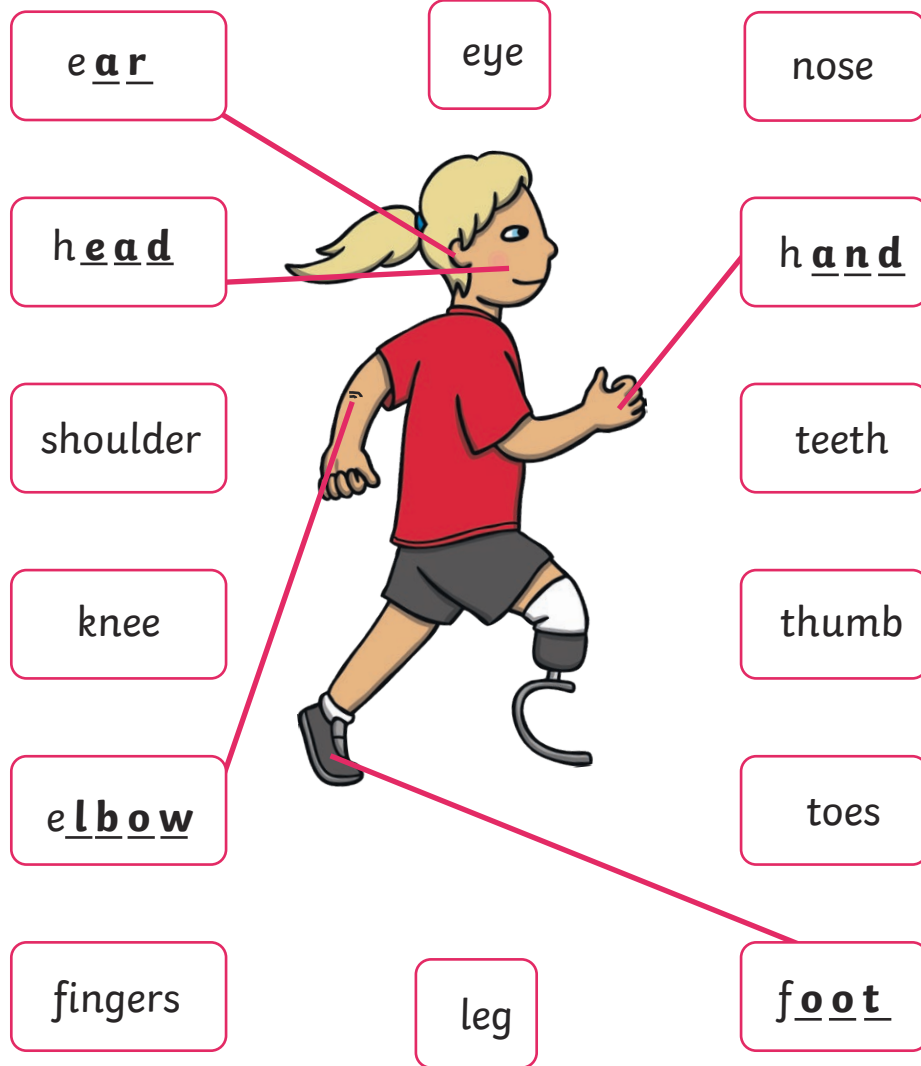 ear
eye
nose
head
hand
shoulder
teeth
knee
thumb
elbow
toes
fingers
leg
foot